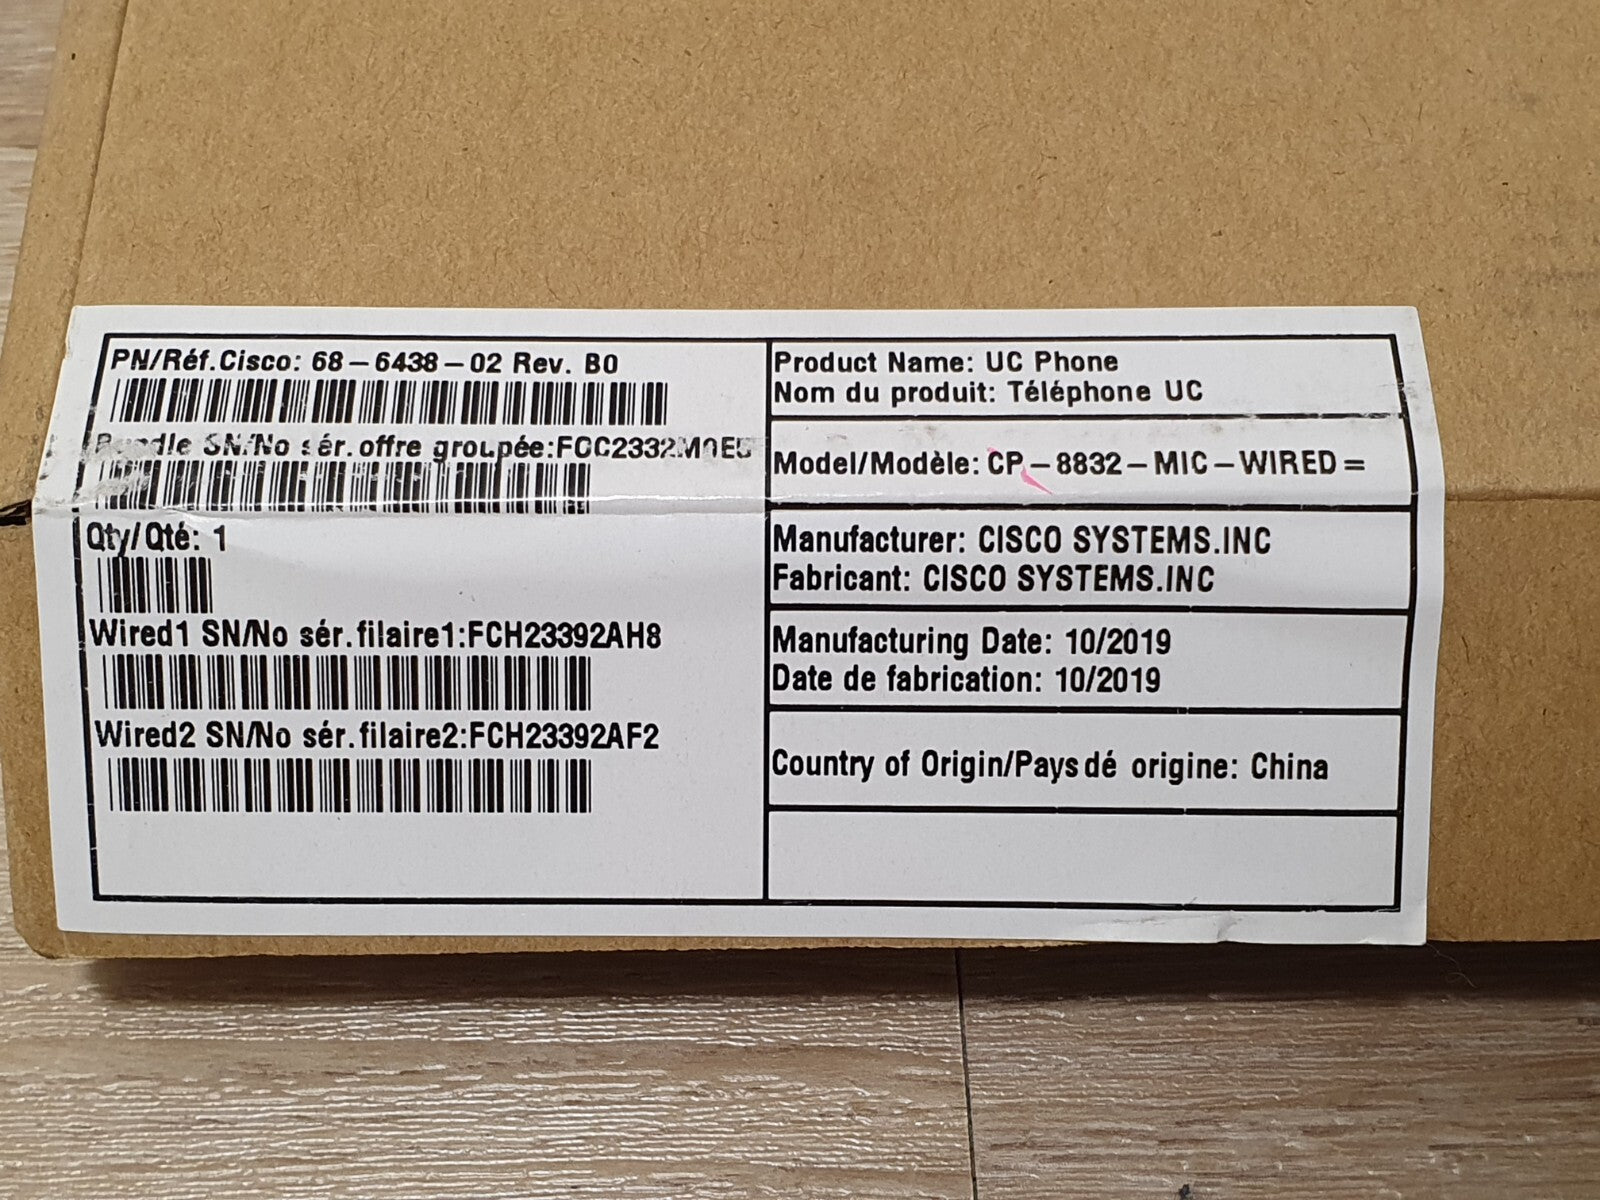 PN/Réf.Cisco: 68-6438-02 Rev. B0
Bundle SN/No sér.offre groupée:
Qty/Qté: 1
Wired1 SN/No sér.filaire1:FCH23392AH8
Wired2 SN/No sér.filaire2:FCH23392AF2
Product Name: UC Phone
Nom du produit: Téléphone UC
Model/Modèle: CP-8832-MIC-WIRED=
Manufacturer: CISCO SYSTEMS.INC
Fabricant: CISCO SYSTEMS.INC
Manufacturing Date: 10/2019
Date de fabrication: 10/2019
Country of Origin/Pays dé origine: China